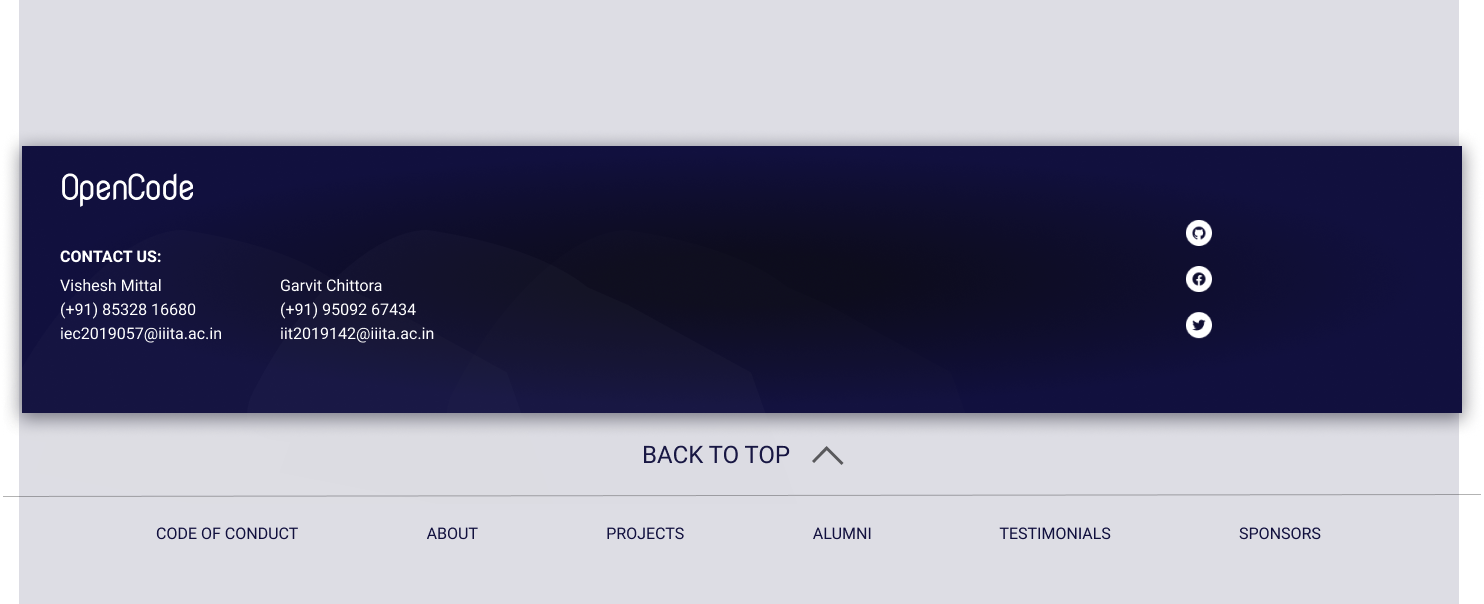 OpenCode
CONTACT US:
Vishesh Mittal
(+91) 85328 16680
iec2019057@iiita.ac.in
Garvit Chittora
(+91) 95092 67434
iit2019142@iiita.ac.in
BACK TO TOP
CODE OF CONDUCT
ABOUT
PROJECTS
ALUMNI
TESTIMONIALS
SPONSORS